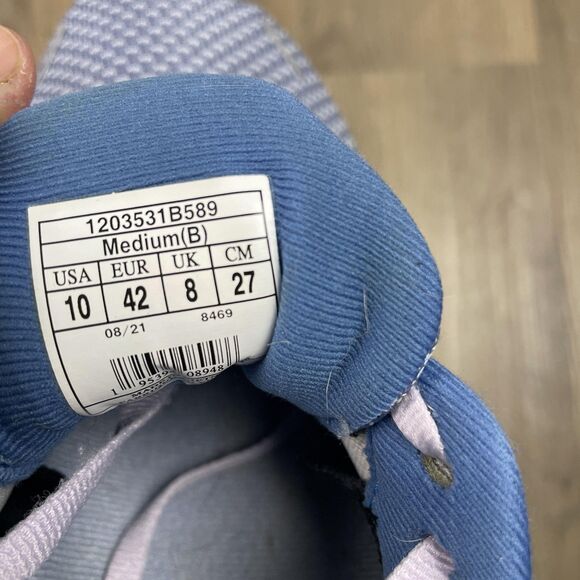 1203531B589
Medium(B)
USA EUR UK CM
10 42 8 27
08/21 8469